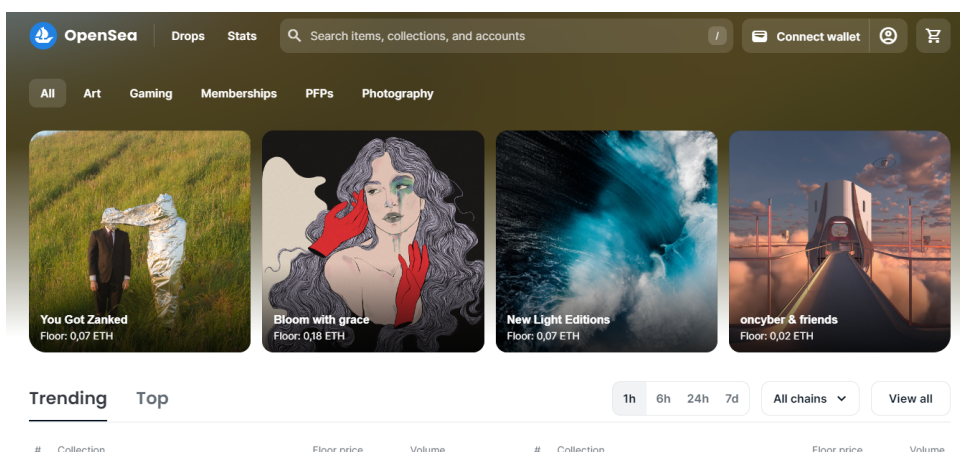 OpenSea Drops Stats Search items, collections, and accounts / Connect wallet
All Art Gaming Memberships PFPs Photography
You Got Zanked Bloom with grace New Light Editions oncyber & friends
Floor: 0,07 ETH Floor: 0,18 ETH Floor: 0,07 ETH Floor: 0,02 ETH
Trending Top 1h 6h 24h 7d All chains View all
# Collection Floor price Volume # Collection Floor price Volume